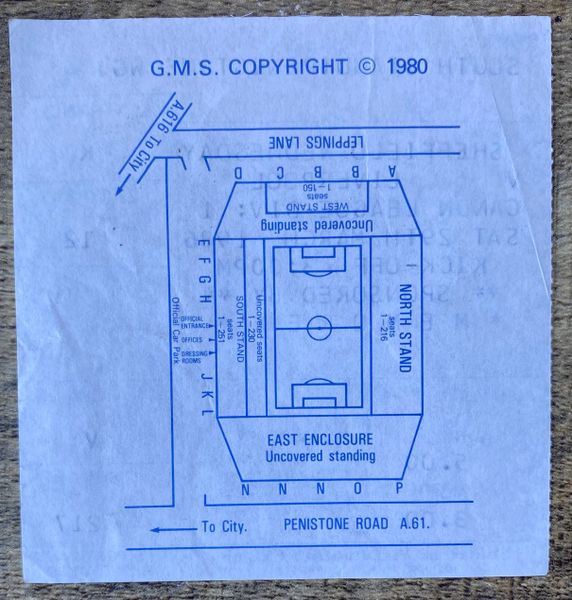 G.M.S. COPYRIGHT © 1980
A.616 To City
LEPPINGS LANE
D C B B A
seats
1–150
WEST STAND
Uncovered standing
E F G H
J K L
NORTH STAND
seats
1–216
Uncovered seats
1–230
SOUTH STAND
seats
1–251
OFFICIAL
ENTRANCE
OFFICES
DRESSING
ROOMS
Official Car Park
EAST ENCLOSURE
Uncovered standing
N N N O P
To City. PENISTONE ROAD A.61.